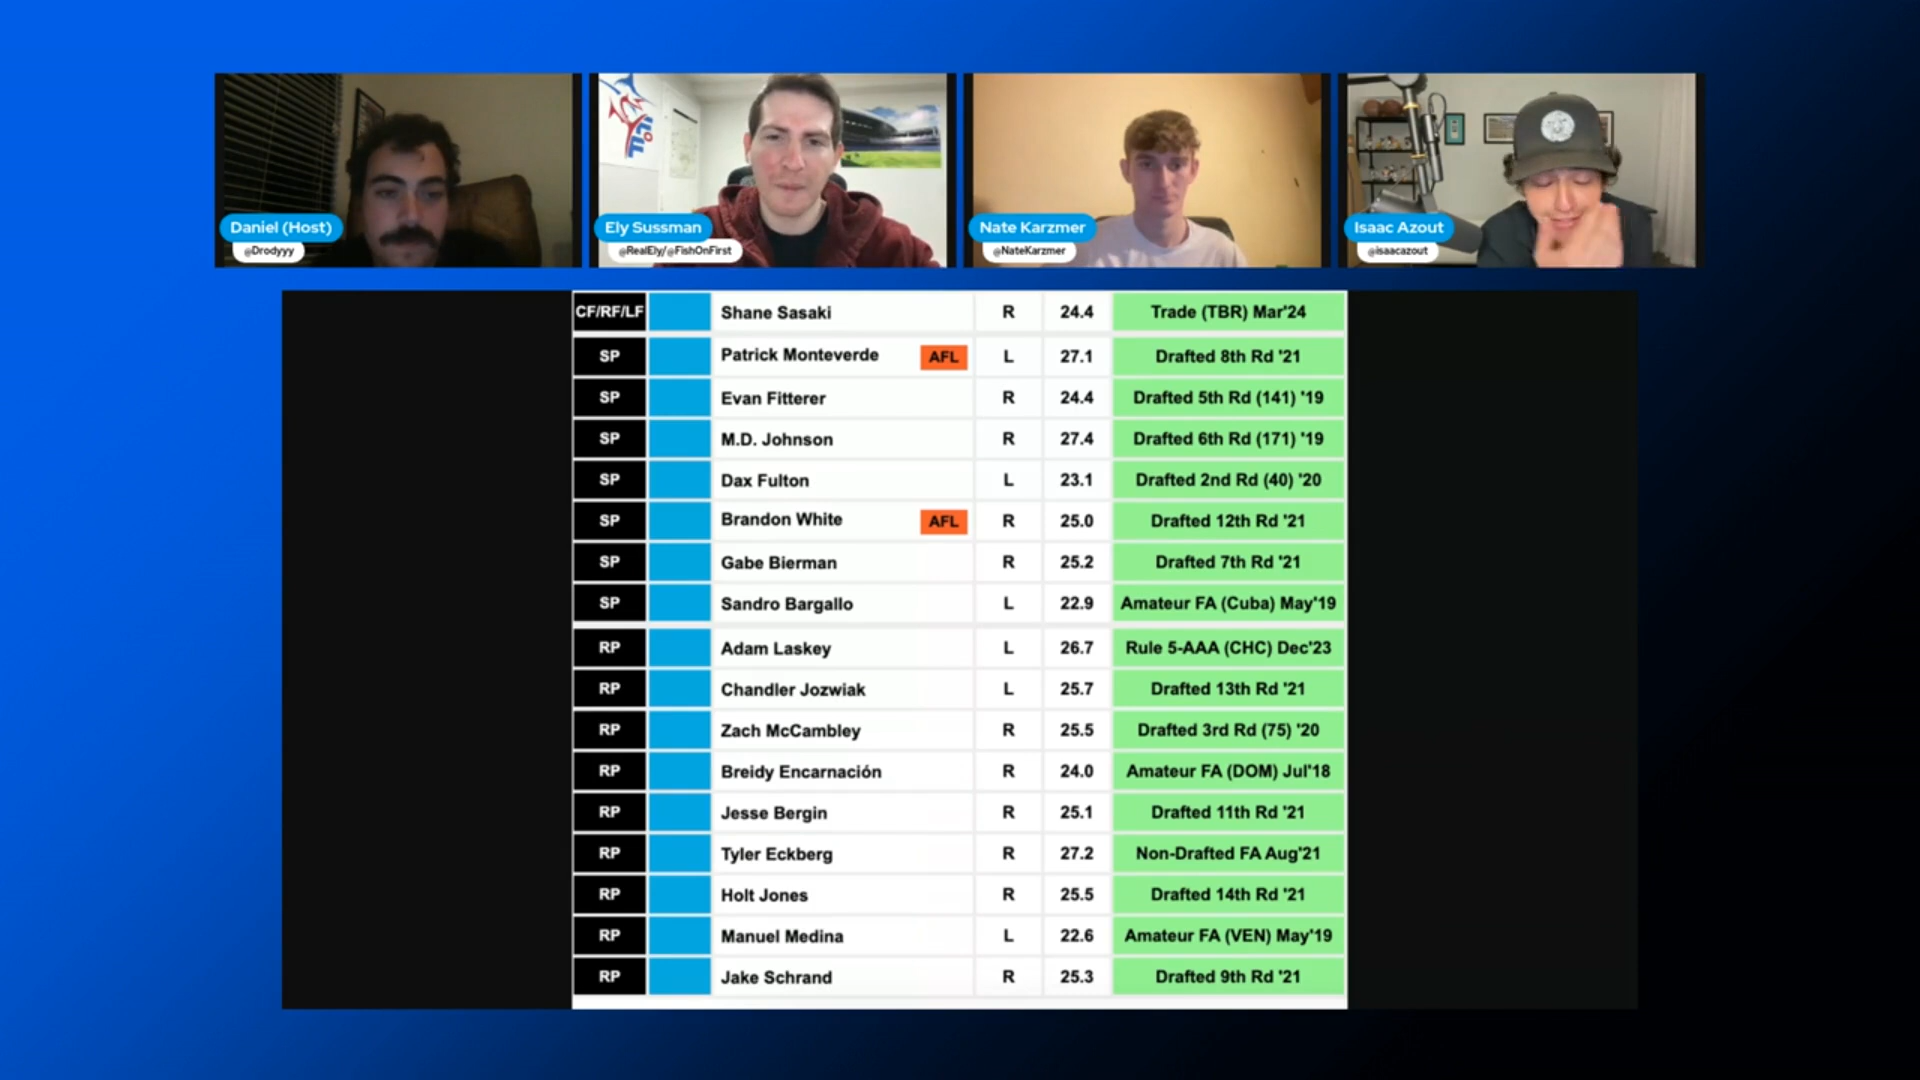 Daniel (Host)
@Drodyyy
Ely Sussman
@RealEly/@FishOnFirst
Nate Karzmer
@NateKarzmer
Isaac Azout
@isaacazout
CF/RF/LF Shane Sasaki R 24.4 Trade (TBR) Mar'24
SP Patrick Monteverde AFL L 27.1 Drafted 8th Rd '21
SP Evan Fitterer R 24.4 Drafted 5th Rd (141) '19
SP M.D. Johnson R 27.4 Drafted 6th Rd (171) '19
SP Dax Fulton L 23.1 Drafted 2nd Rd (40) '20
SP Brandon White AFL R 25.0 Drafted 12th Rd '21
SP Gabe Bierman R 25.2 Drafted 7th Rd '21
SP Sandro Bargallo L 22.9 Amateur FA (Cuba) May'19
RP Adam Laskey L 26.7 Rule 5-AAA (CHC) Dec'23
RP Chandler Jozwiak L 25.7 Drafted 13th Rd '21
RP Zach McCambley R 25.5 Drafted 3rd Rd (75) '20
RP Breidy Encarnación R 24.0 Amateur FA (DOM) Jul'18
RP Jesse Bergin R 25.1 Drafted 11th Rd '21
RP Tyler Eckberg R 27.2 Non-Drafted FA Aug'21
RP Holt Jones R 25.5 Drafted 14th Rd '21
RP Manuel Medina L 22.6 Amateur FA (VEN) May'19
RP Jake Schrand R 25.3 Drafted 9th Rd '21